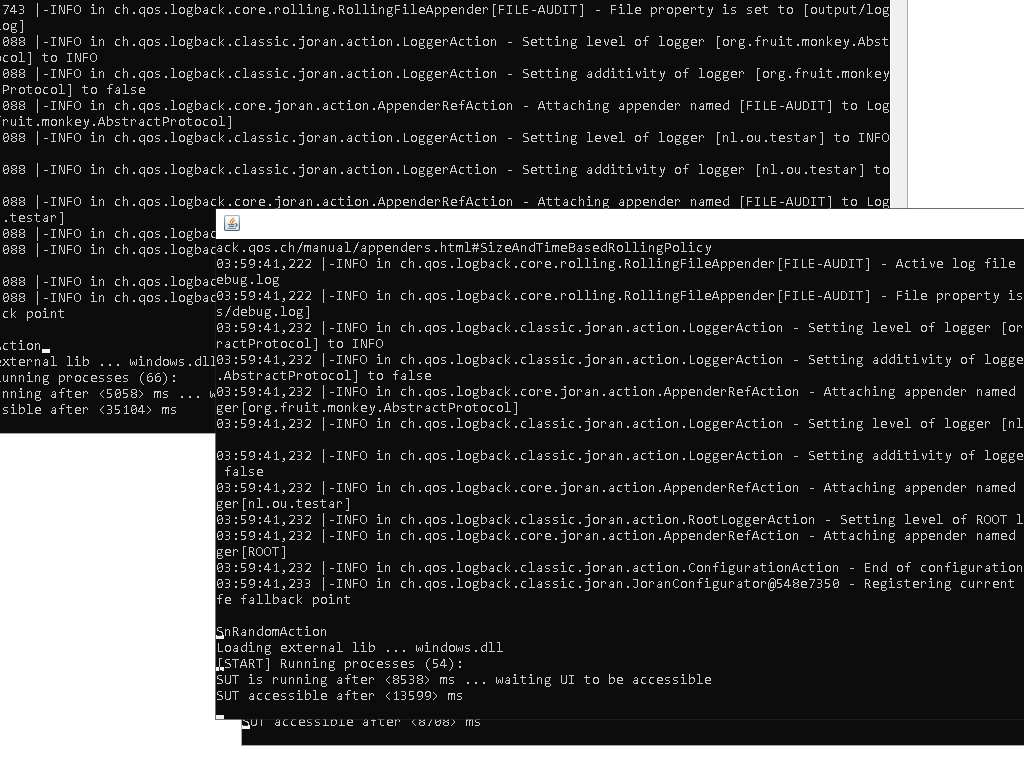 743 |-INFO in ch.qos.logback.core.rolling.RollingFileAppender[FILE-AUDIT] - File property is set to [output/log
og]
088 |-INFO in ch.qos.logback.classic.joran.action.LoggerAction - Setting level of logger [org.fruit.monkey.Abst
col] to INFO
088 |-INFO in ch.qos.logback.classic.joran.action.LoggerAction - Setting additivity of logger [org.fruit.monkey
Protocol] to false
088 |-INFO in ch.qos.logback.core.joran.action.AppenderRefAction - Attaching appender named [FILE-AUDIT] to Log
ruit.monkey.AbstractProtocol]
088 |-INFO in ch.qos.logback.classic.joran.action.LoggerAction - Setting level of logger [nl.ou.testar] to INFO
088 |-INFO in ch.qos.logback.classic.joran.action.LoggerAction - Setting additivity of logger [nl.ou.testar] to
088 |-INFO in ch.qos.logback.core.joran.action.AppenderRefAction - Attaching appender named [FILE-AUDIT] to Log
.testar]
088 |-INFO in ch.qos.logbac
088 |-INFO in ch.qos.logbac
088 |-INFO in ch.qos.logbac
088 |-INFO in ch.qos.logbac
ck point
Action
external lib ... windows.dll
unning processes (66):
nning after <5058> ms ... w
sible after <35104> ms
ack.qos.ch/manual/appenders.html#SizeAndTimeBasedRollingPolicy
03:59:41,222 |-INFO in ch.qos.logback.core.rolling.RollingFileAppender[FILE-AUDIT] - Active log file
ebug.log
03:59:41,222 |-INFO in ch.qos.logback.core.rolling.RollingFileAppender[FILE-AUDIT] - File property is
s/debug.log]
03:59:41,232 |-INFO in ch.qos.logback.classic.joran.action.LoggerAction - Setting level of logger [or
ractProtocol] to INFO
03:59:41,232 |-INFO in ch.qos.logback.classic.joran.action.LoggerAction - Setting additivity of logge
.AbstractProtocol] to false
03:59:41,232 |-INFO in ch.qos.logback.core.joran.action.AppenderRefAction - Attaching appender named
ger[org.fruit.monkey.AbstractProtocol]
03:59:41,232 |-INFO in ch.qos.logback.classic.joran.action.LoggerAction - Setting level of logger [nl
03:59:41,232 |-INFO in ch.qos.logback.classic.joran.action.LoggerAction - Setting additivity of logge
false
03:59:41,232 |-INFO in ch.qos.logback.core.joran.action.AppenderRefAction - Attaching appender named
ger[nl.ou.testar]
03:59:41,232 |-INFO in ch.qos.logback.classic.joran.action.RootLoggerAction - Setting level of ROOT l
03:59:41,232 |-INFO in ch.qos.logback.core.joran.action.AppenderRefAction - Attaching appender named
ger[ROOT]
03:59:41,232 |-INFO in ch.qos.logback.classic.joran.action.ConfigurationAction - End of configuration
03:59:41,233 |-INFO in ch.qos.logback.classic.joran.JoranConfigurator@548e7350 - Registering current
fe fallback point
SnRandomAction
Loading external lib ... windows.dll
[START] Running processes (54):
SUT is running after <8538> ms ... waiting UI to be accessible
SUT accessible after <13599> ms
SUT accessible after <8708> ms